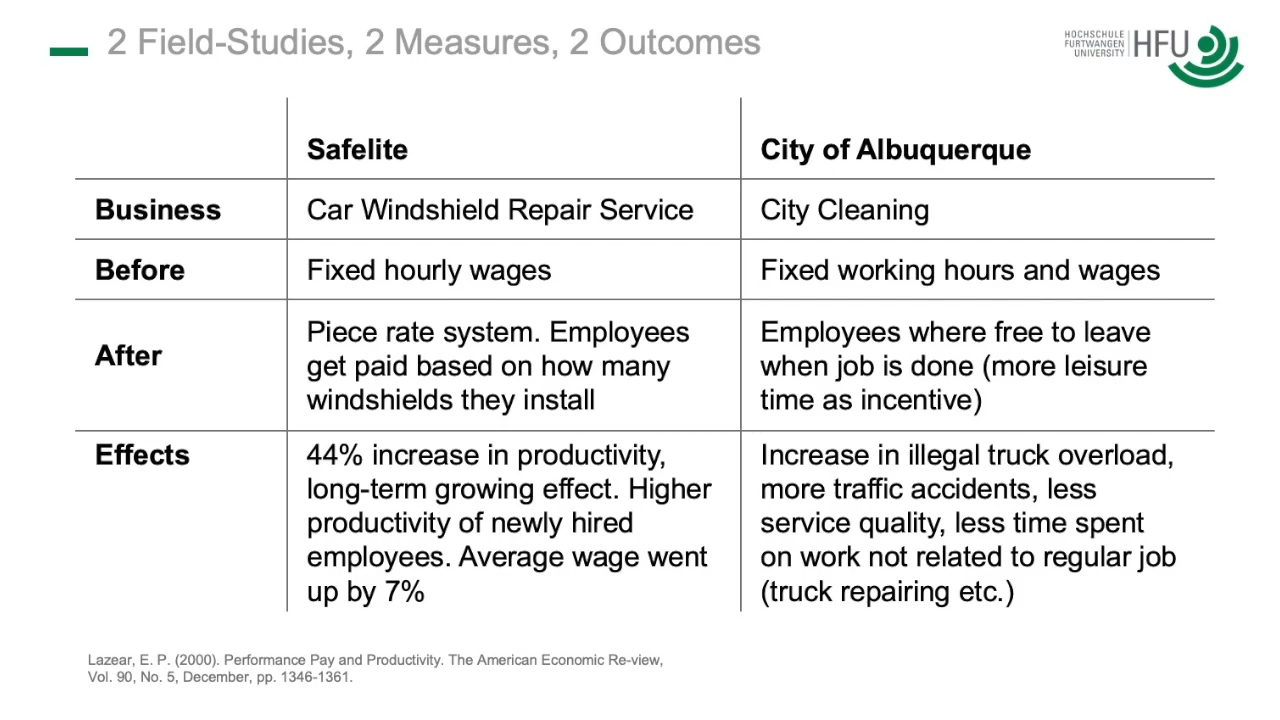 2 Field-Studies, 2 Measures, 2 Outcomes
HOCHSCHULE
FURTWANGEN
UNIVERSITY
HFU
Safelite
City of Albuquerque
Business
Car Windshield Repair Service
City Cleaning
Before
Fixed hourly wages
Fixed working hours and wages
After
Piece rate system. Employees
get paid based on how many
windshields they install
Employees where free to leave
when job is done (more leisure
time as incentive)
Effects
44% increase in productivity,
long-term growing effect. Higher
productivity of newly hired
employees. Average wage went
up by 7%
Increase in illegal truck overload,
more traffic accidents, less
service quality, less time spent
on work not related to regular job
(truck repairing etc.)
Lazear, E. P. (2000). Performance Pay and Productivity. The American Economic Re-view,
Vol. 90, No. 5, December, pp. 1346-1361.